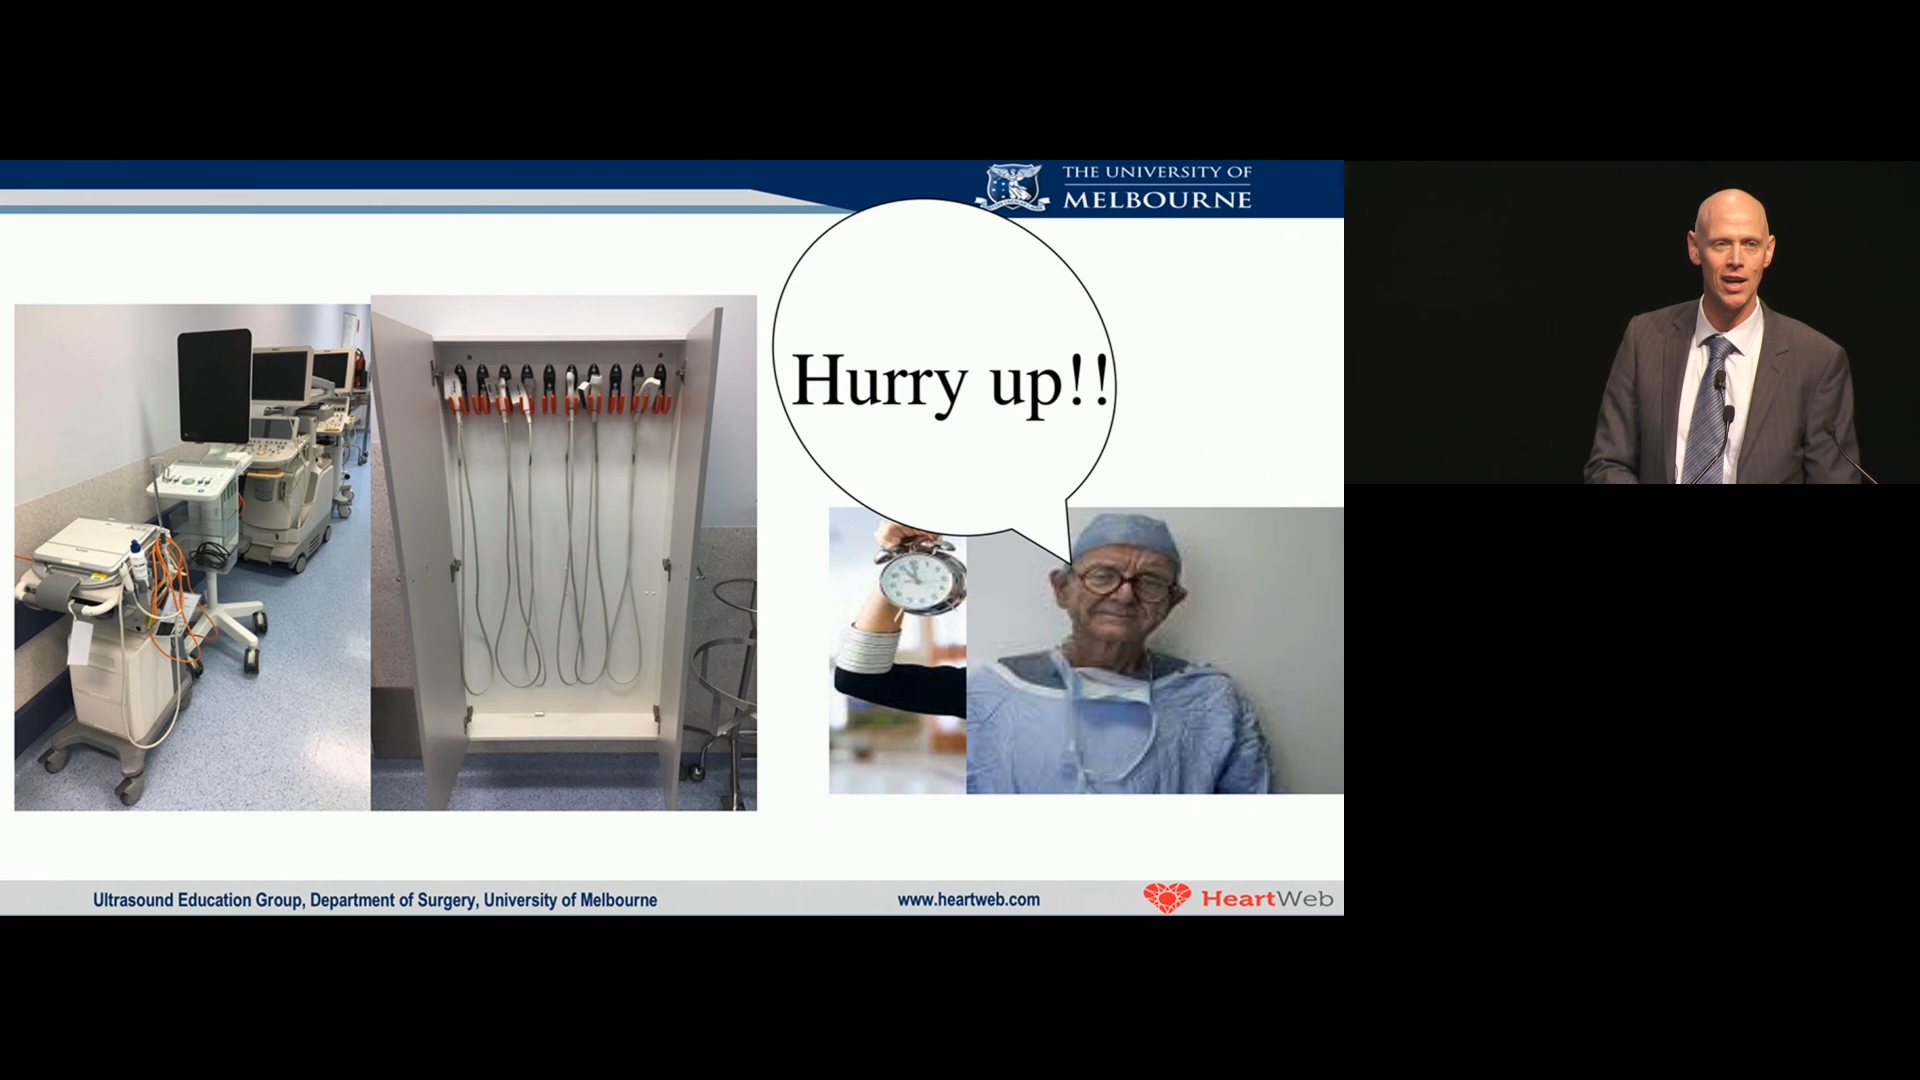 THE UNIVERSITY OF
MELBOURNE
Hurry up!!
Ultrasound Education Group, Department of Surgery, University of Melbourne
www.heartweb.com
HeartWeb